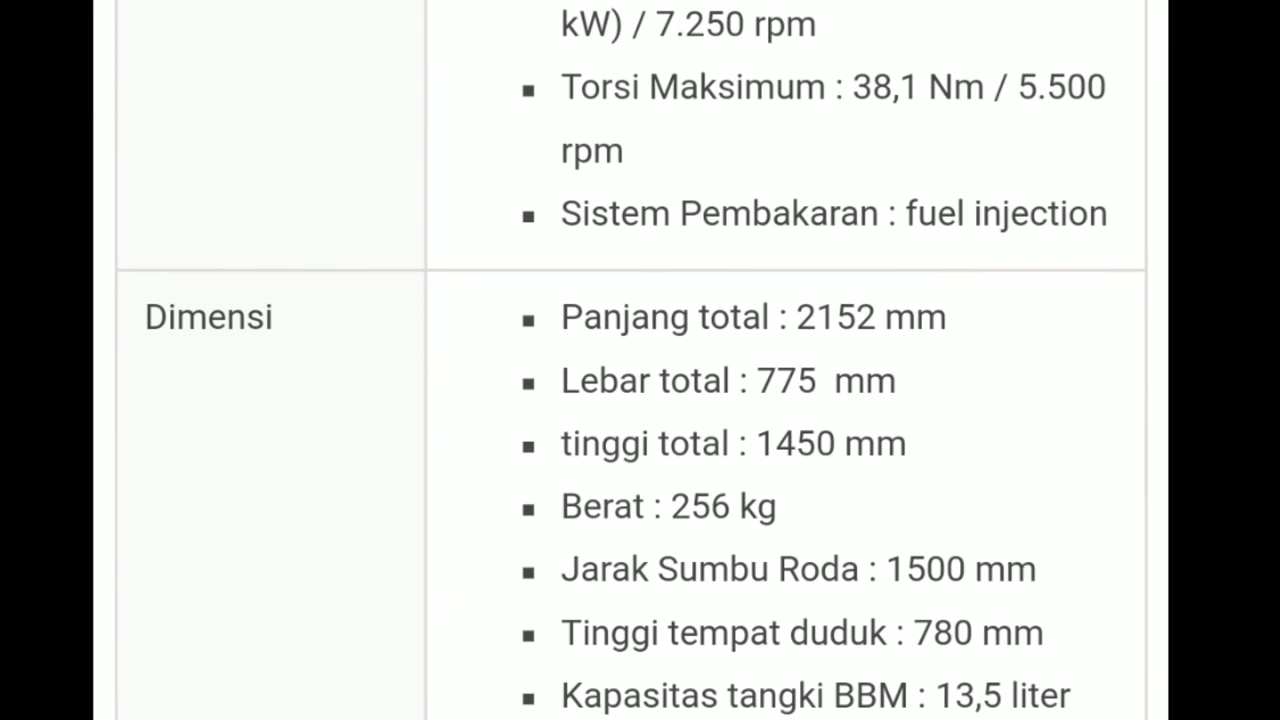 kW) / 7.250 rpm
▪ Torsi Maksimum : 38,1 Nm / 5.500
rpm
▪ Sistem Pembakaran : fuel injection
Dimensi
▪ Panjang total : 2152 mm
▪ Lebar total : 775  mm
▪ tinggi total : 1450 mm
▪ Berat : 256 kg
▪ Jarak Sumbu Roda : 1500 mm
▪ Tinggi tempat duduk : 780 mm
▪ Kapasitas tangki BBM : 13,5 liter